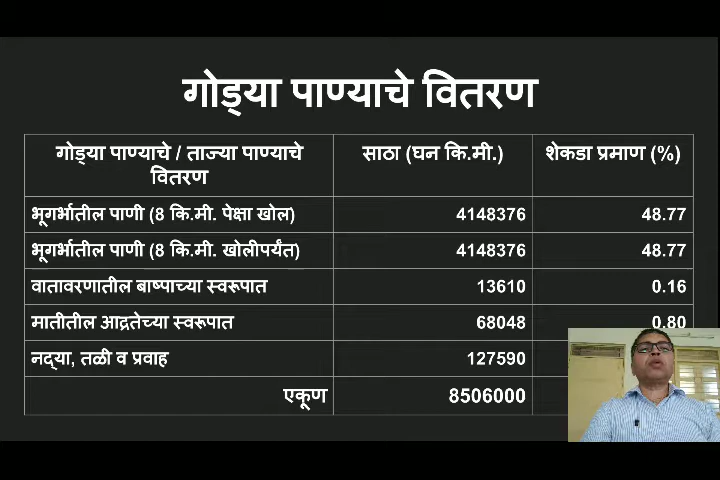 गोड्या पाण्याचे वितरण
गोड्या पाण्याचे / ताज्या पाण्याचे वितरण साठा (घन कि.मी.) शेकडा प्रमाण (%)
भूगर्भातील पाणी (8 कि.मी. पेक्षा खोल) 4148376 48.77
भूगर्भातील पाणी (8 कि.मी. खोलीपर्यंत) 4148376 48.77
वातावरणातील बाष्पाच्या स्वरूपात 13610 0.16
मातीतील आद्रतेच्या स्वरूपात 68048 0.80
नद्या, तळी व प्रवाह 127590
एकूण 8506000